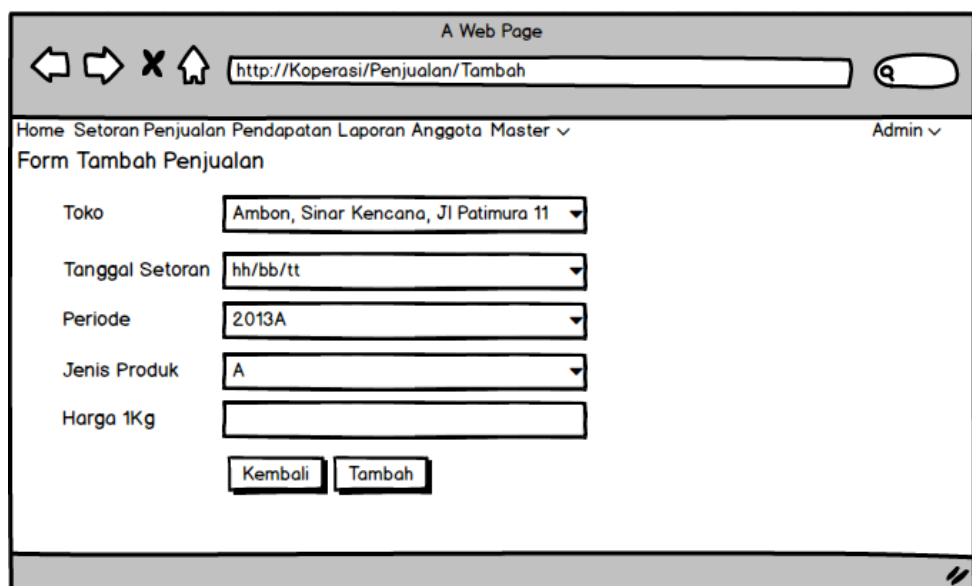 A Web Page
http://Koperasi/Penjualan/Tambah
Home Setoran Penjualan Pendapatan Laporan Anggota Master Admin
Form Tambah Penjualan
Toko Ambon, Sinar Kencana, Jl Patimura 11
Tanggal Setoran hh/bb/tt
Periode 2013A
Jenis Produk A
Harga 1Kg
Kembali Tambah